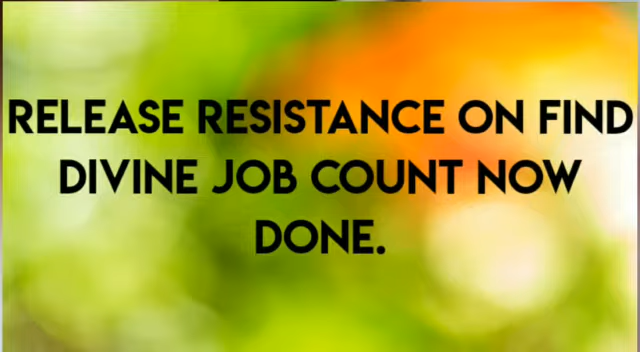 RELEASE RESISTANCE ON FIND
DIVINE JOB COUNT NOW
DONE.